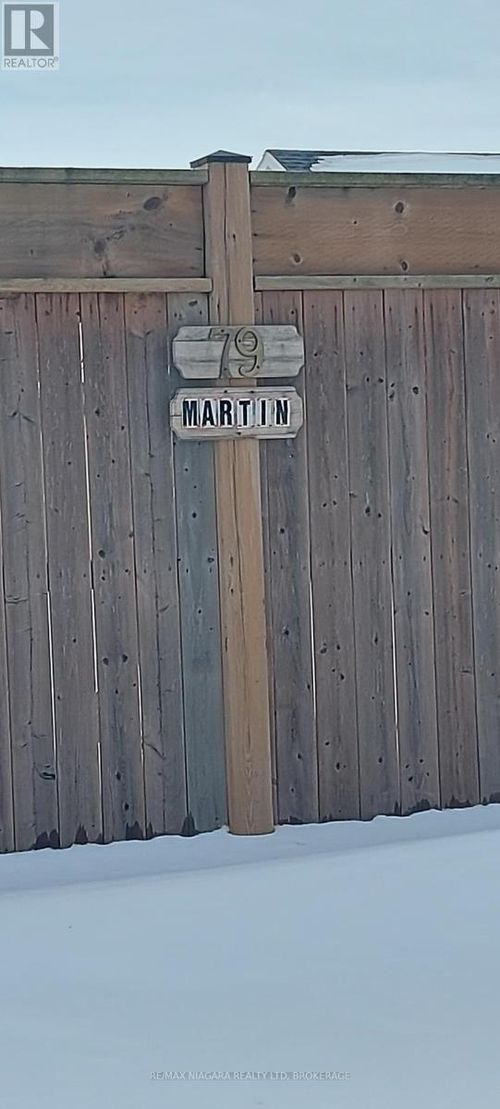 R
REALTOR®
79
MARTIN
RE/MAX NIAGARA REALTY LTD, BROKERAGE